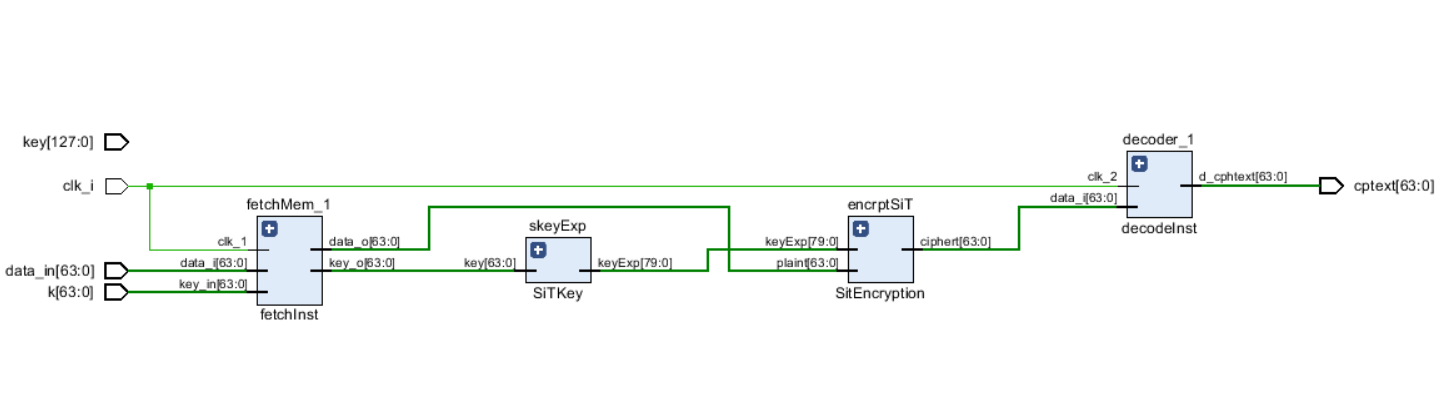 key[127:0]
clk_i
data_in[63:0]
k[63:0]
fetchMem_1
clk_1
data_i[63:0]
key_in[63:0]
data_o[63:0]
key_o[63:0]
fetchInst
skeyExp
key[63:0]
keyExp[79:0]
SiTKey
encrptSiT
keyExp[79:0]
plaint[63:0]
ciphert[63:0]
SitEncryption
decoder_1
clk_2
data_i[63:0]
d_cphtext[63:0]
decodeInst
cptext[63:0]